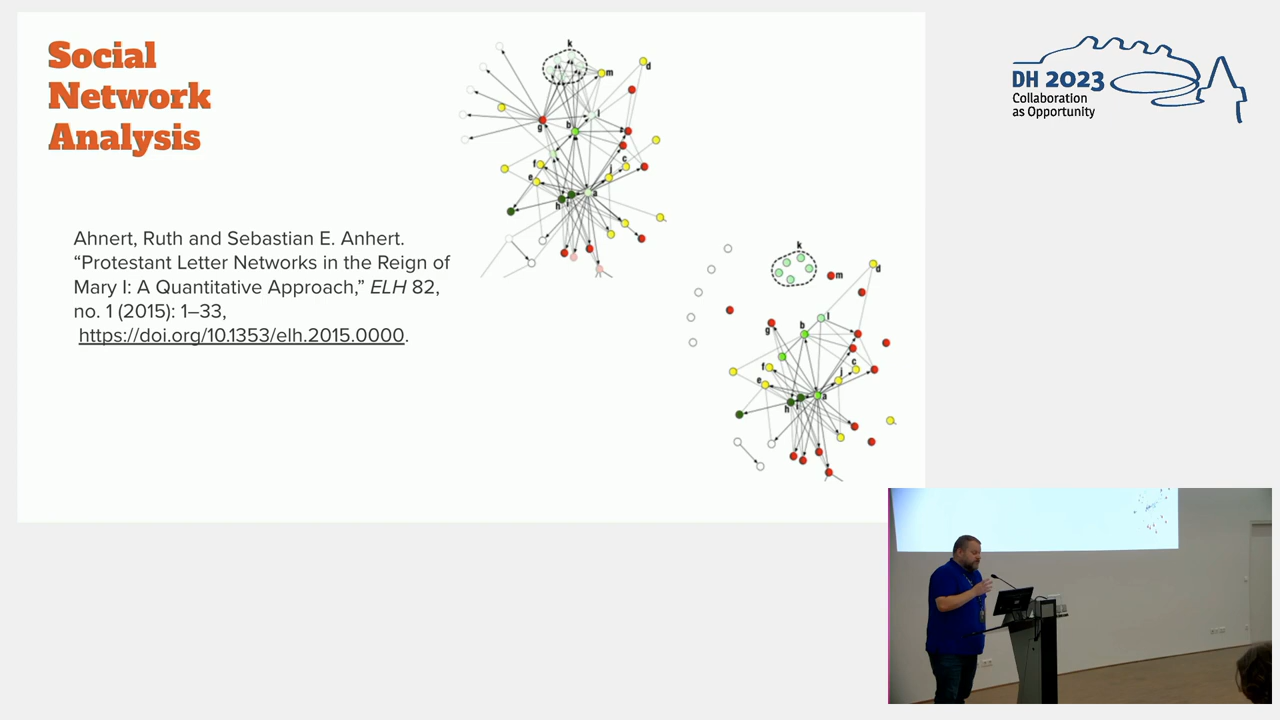 Social
Network
Analysis
Ahnert, Ruth and Sebastian E. Anhert.
“Protestant Letter Networks in the Reign of
Mary I: A Quantitative Approach,” ELH 82,
no. 1 (2015): 1–33,
https://doi.org/10.1353/elh.2015.0000.
k
m
d
g
b
l
a
c
f
j
e
a
h
i
k
m
d
g
b
l
c
f
j
e
a
h
i
DH 2023
Collaboration
as Opportunity